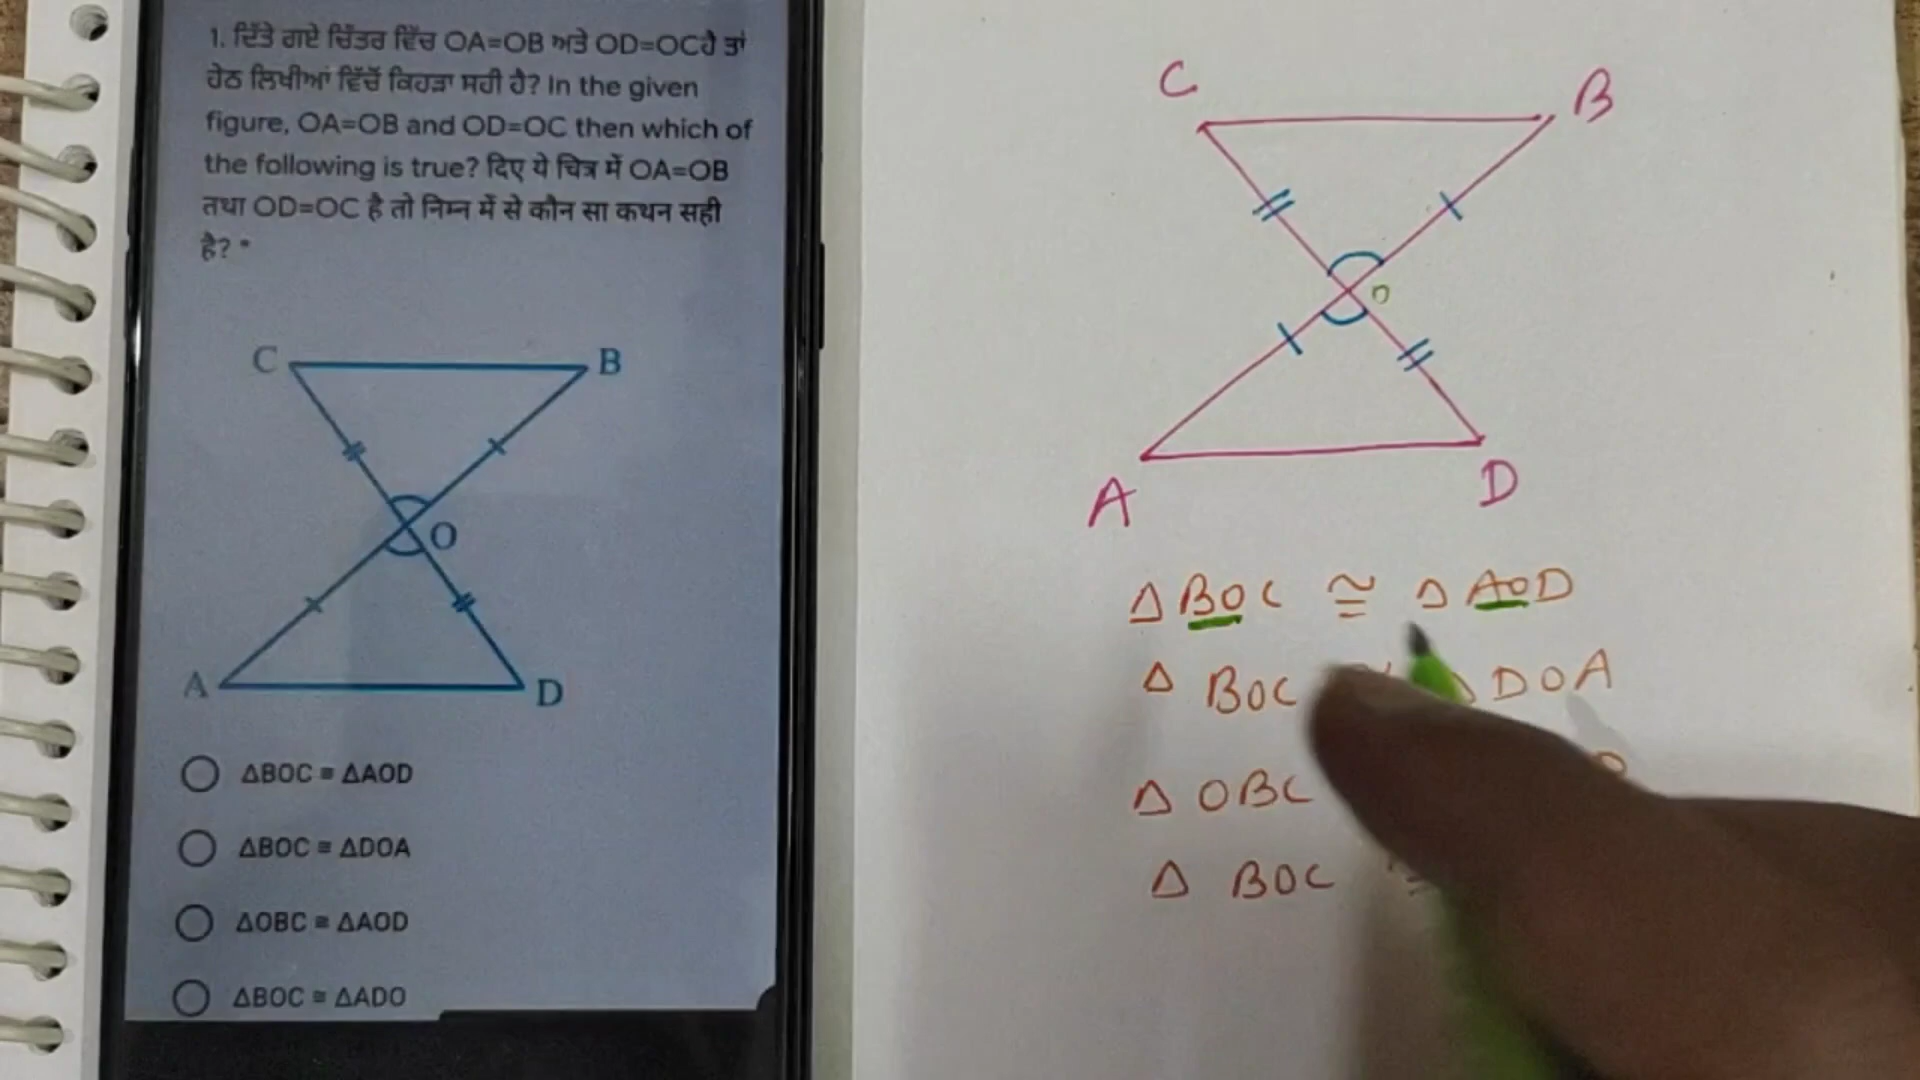 1. ਦਿੱਤੇ ਗਏ ਚਿੱਤਰ ਵਿੱਚ OA=OB ਅਤੇ OD=OCਹੈ ਤਾਂ
ਹੇਠ ਲਿਖੀਆਂ ਵਿੱਚੋਂ ਕਿਹੜਾ ਸਹੀ ਹੈ? In the given
figure, OA=OB and OD=OC then which of
the following is true? दिए ये चित्र में OA=OB
तथा OD=OC है तो निम्न में से कौन सा कथन सही
है? *
C B
O
A D
ΔBOC ≅ ΔAOD
ΔBOC ≅ ΔDOA
ΔOBC ≅ ΔAOD
ΔBOC ≅ ΔADO
C B
O
A D
Δ BOC ≅ Δ AOD
Δ BOC Δ DOA
Δ OBC
Δ BOC